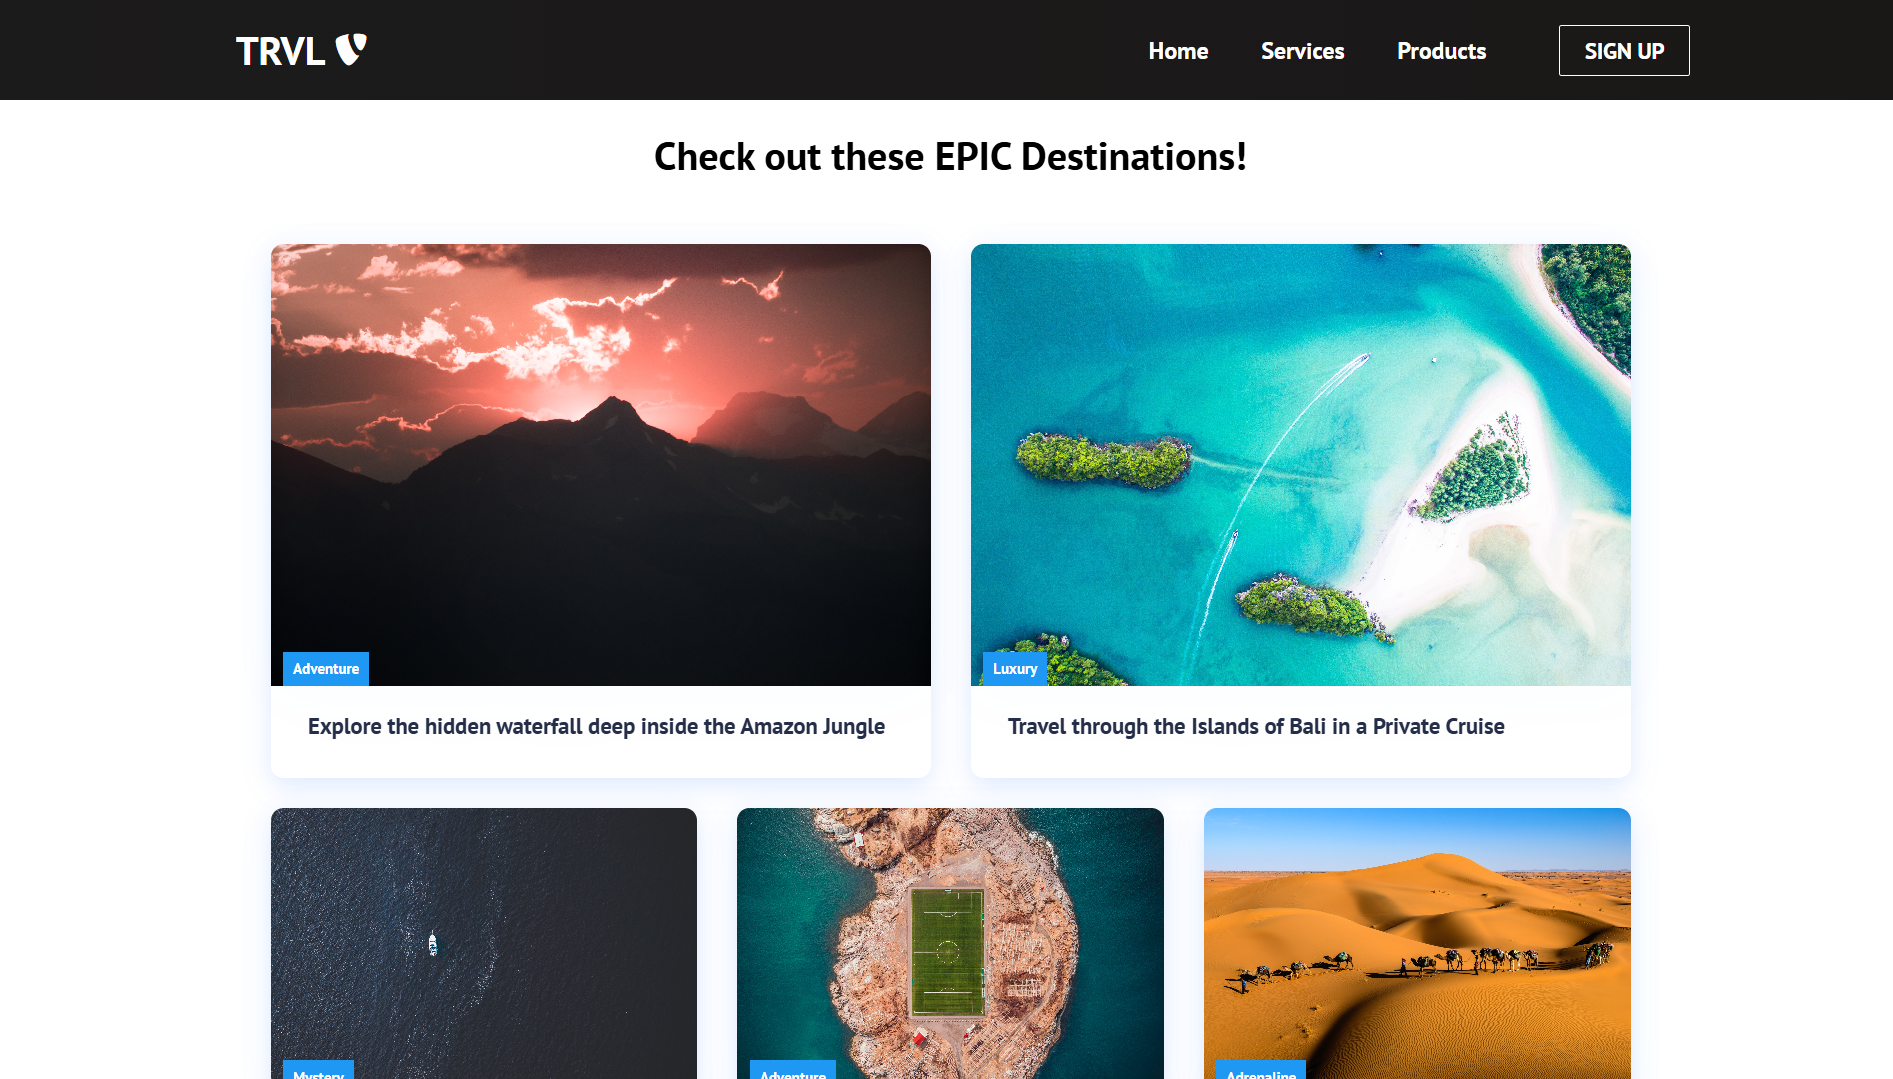 TRVL
Home
Services
Products
SIGN UP
Check out these EPIC Destinations!
Adventure
Luxury
Explore the hidden waterfall deep inside the Amazon Jungle
Travel through the Islands of Bali in a Private Cruise
Mystery
Adventure
Adrenaline